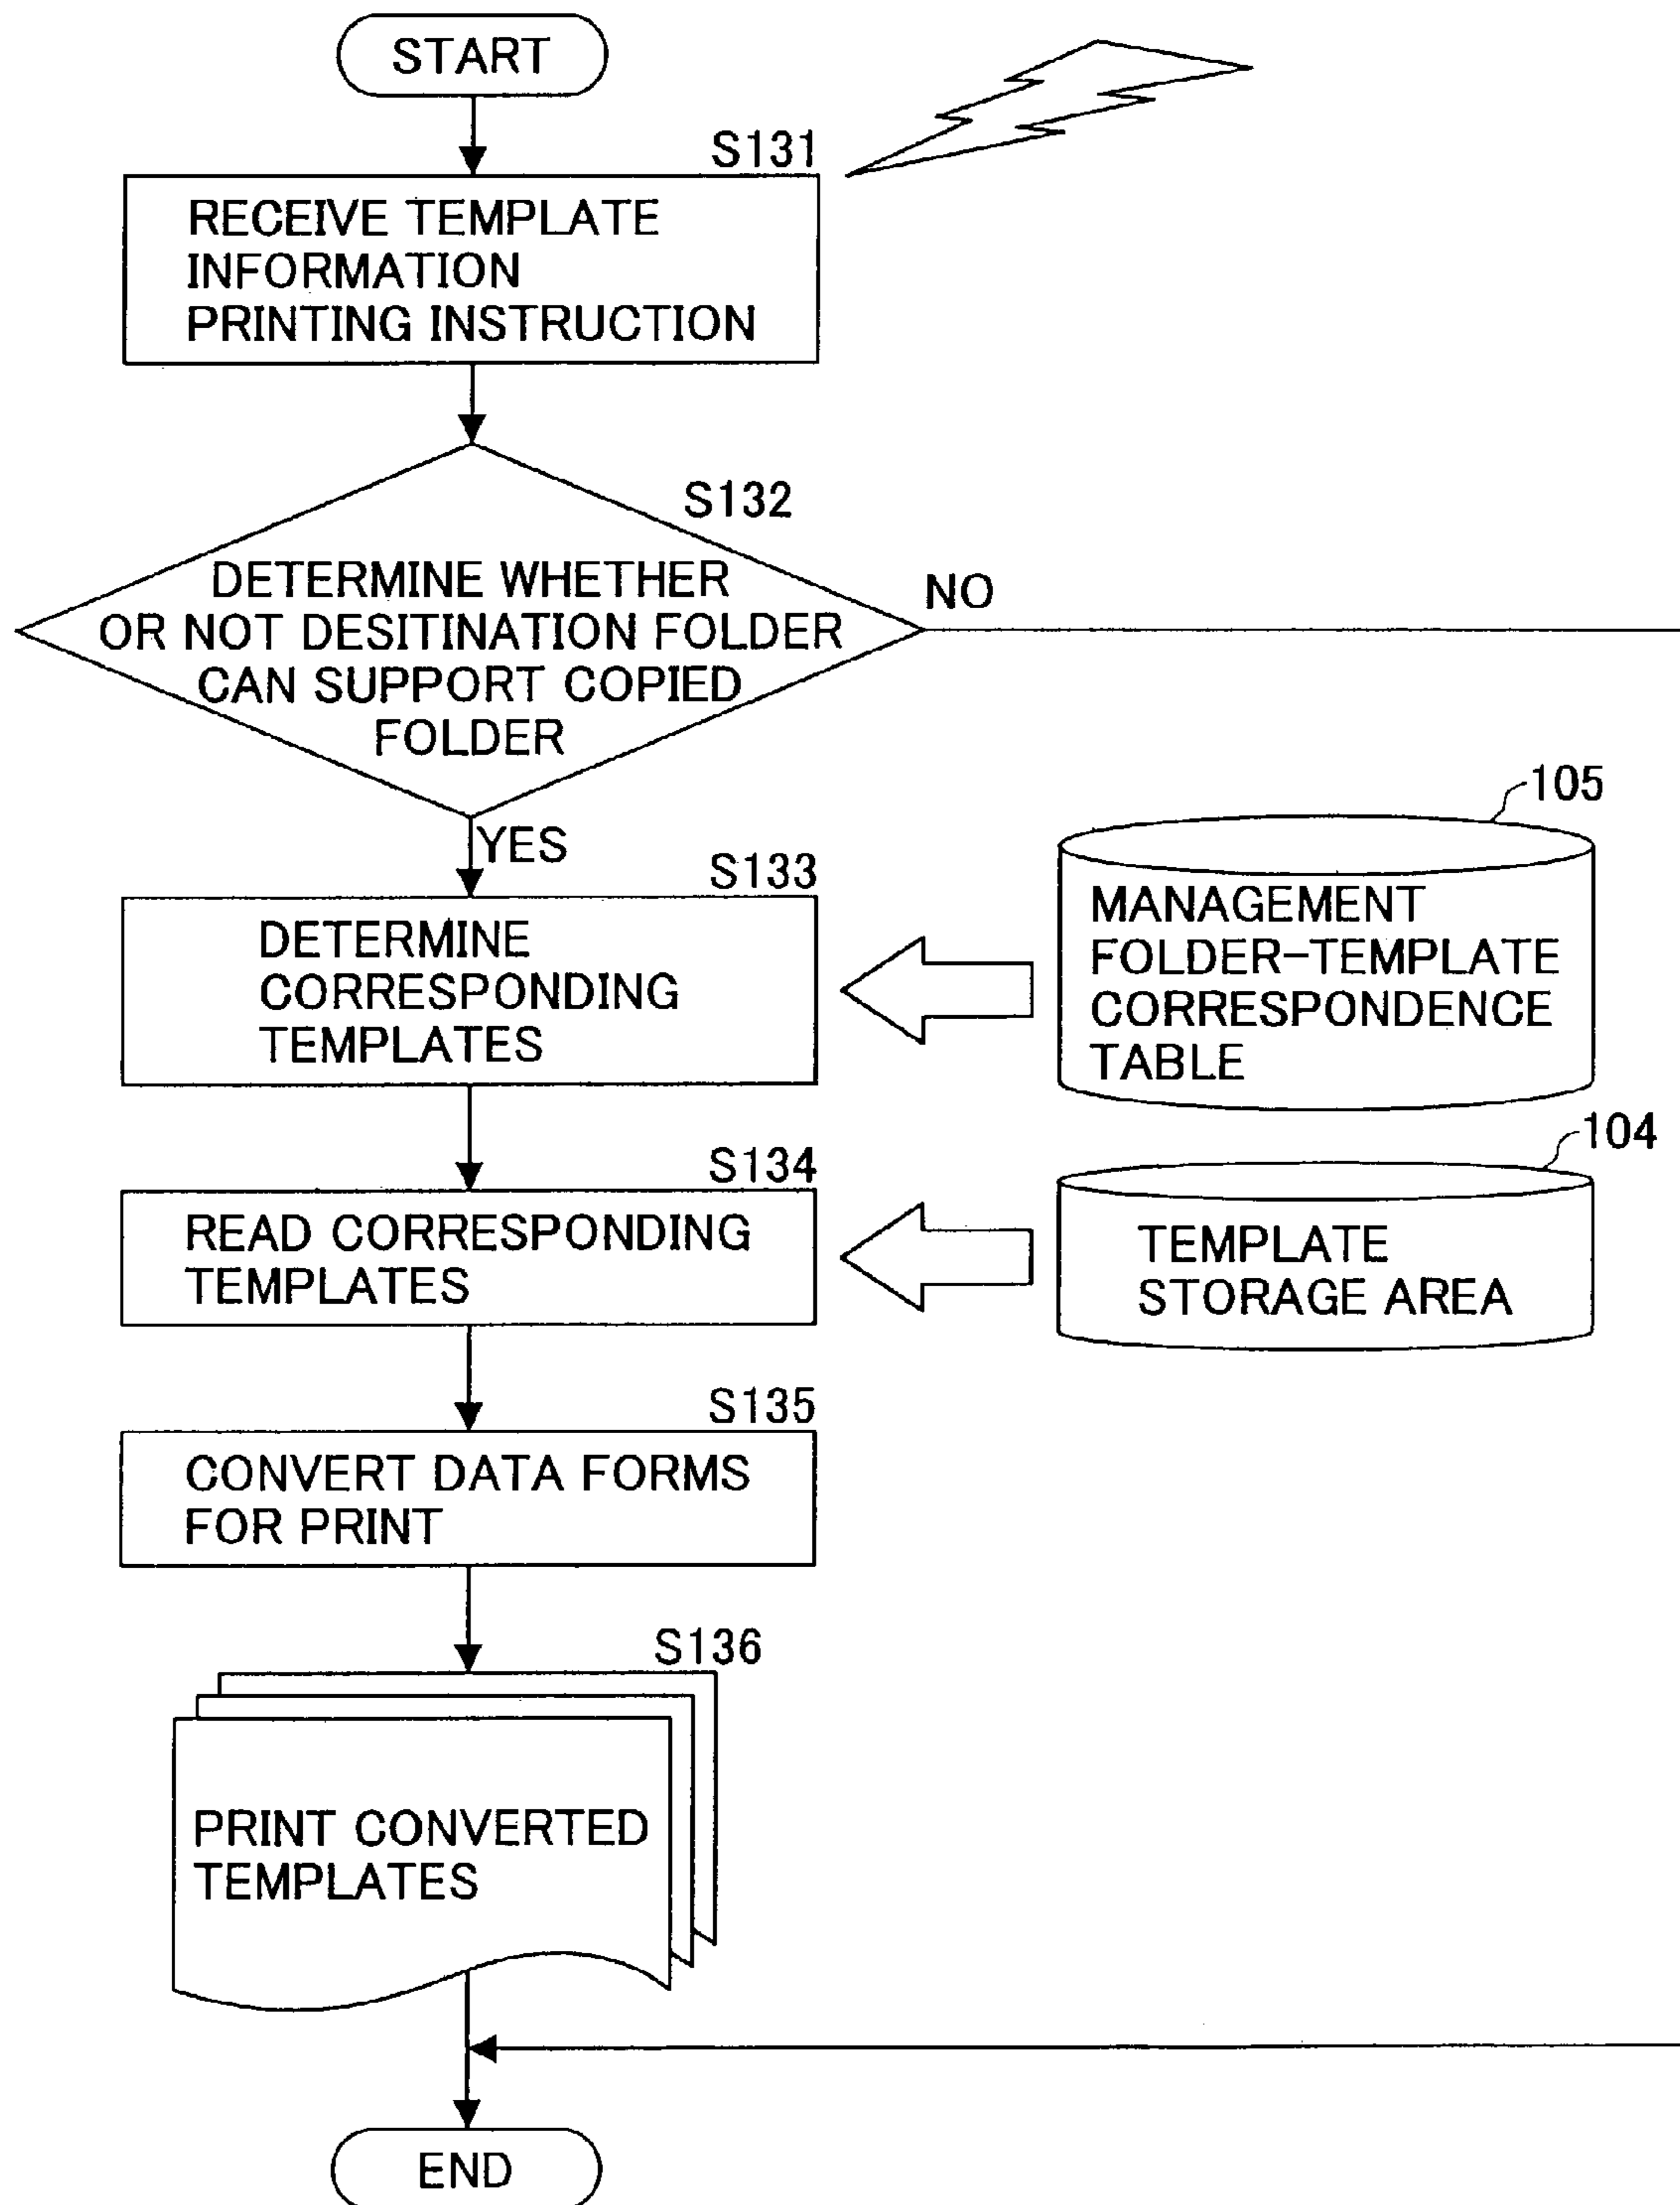 START
S131
RECEIVE TEMPLATE
INFORMATION
PRINTING INSTRUCTION
S132
DETERMINE WHETHER
OR NOT DESITINATION FOLDER
CAN SUPPORT COPIED
FOLDER
NO
YES
105
MANAGEMENT
FOLDER-TEMPLATE
CORRESPONDENCE
TABLE
S133
DETERMINE
CORRESPONDING
TEMPLATES
104
TEMPLATE
STORAGE AREA
S134
READ CORRESPONDING
TEMPLATES
S135
CONVERT DATA FORMS
FOR PRINT
S136
PRINT CONVERTED
TEMPLATES
END